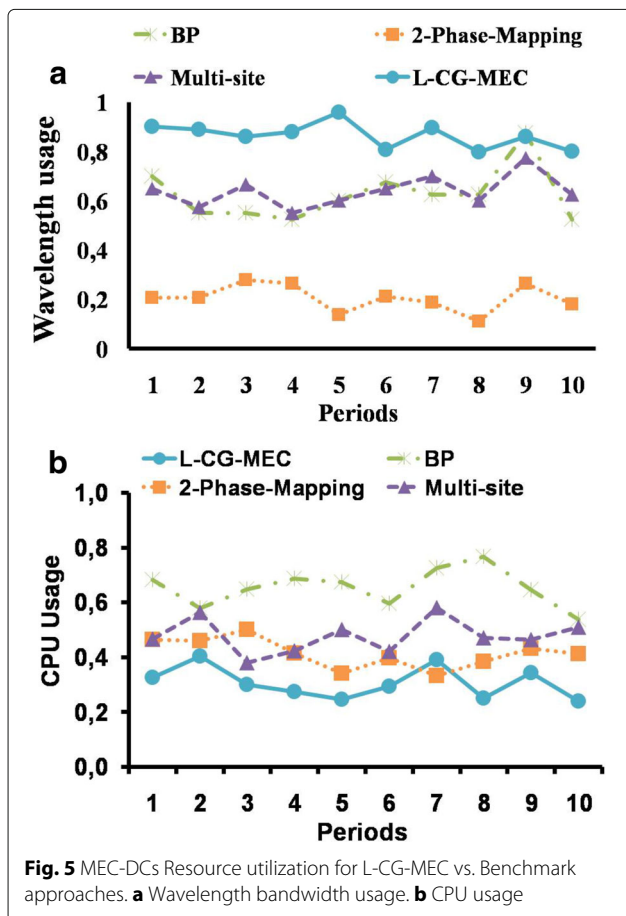 BP 2-Phase-Mapping
a
Multi-site L-CG-MEC
Wavelength usage
1
0,8
0,6
0,4
0,2
0
1 2 3 4 5 6 7 8 9 10
Periods
b
L-CG-MEC BP
2-Phase-Mapping Multi-site
CPU Usage
1,0
0,8
0,6
0,4
0,2
0,0
1 2 3 4 5 6 7 8 9 10
Periods
Fig. 5 MEC-DCs Resource utilization for L-CG-MEC vs. Benchmark
approaches. a Wavelength bandwidth usage. b CPU usage